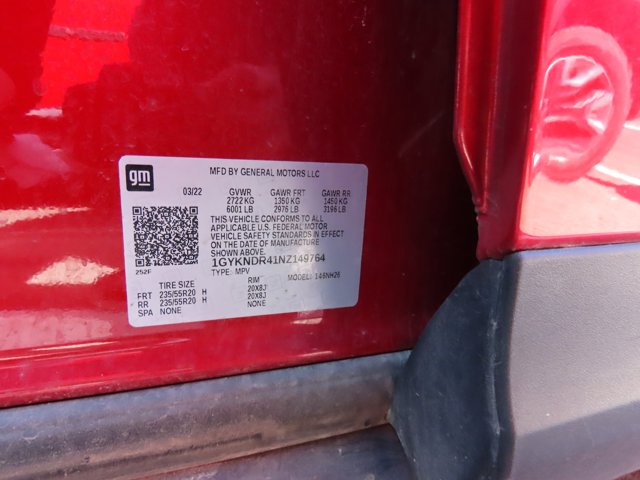 gm
MFD BY GENERAL MOTORS LLC
03/22 GVWR GAWR FRT GAWR RR
2722 KG 1350 KG 1450 KG
6001 LB 2976 LB 3196 LB
THIS VEHICLE CONFORMS TO ALL
APPLICABLE U.S. FEDERAL MOTOR
VEHICLE SAFETY STANDARDS IN EFFECT
ON THE DATE OF MANUFACTURE
SHOWN ABOVE.
1GYKNDR41NZ149764
252F TYPE: MPV 146NH26
TIRE SIZE RIM
FRT 235/55R20 H 20X8J
RR 235/55R20 H 20X8J
SPA NONE NONE